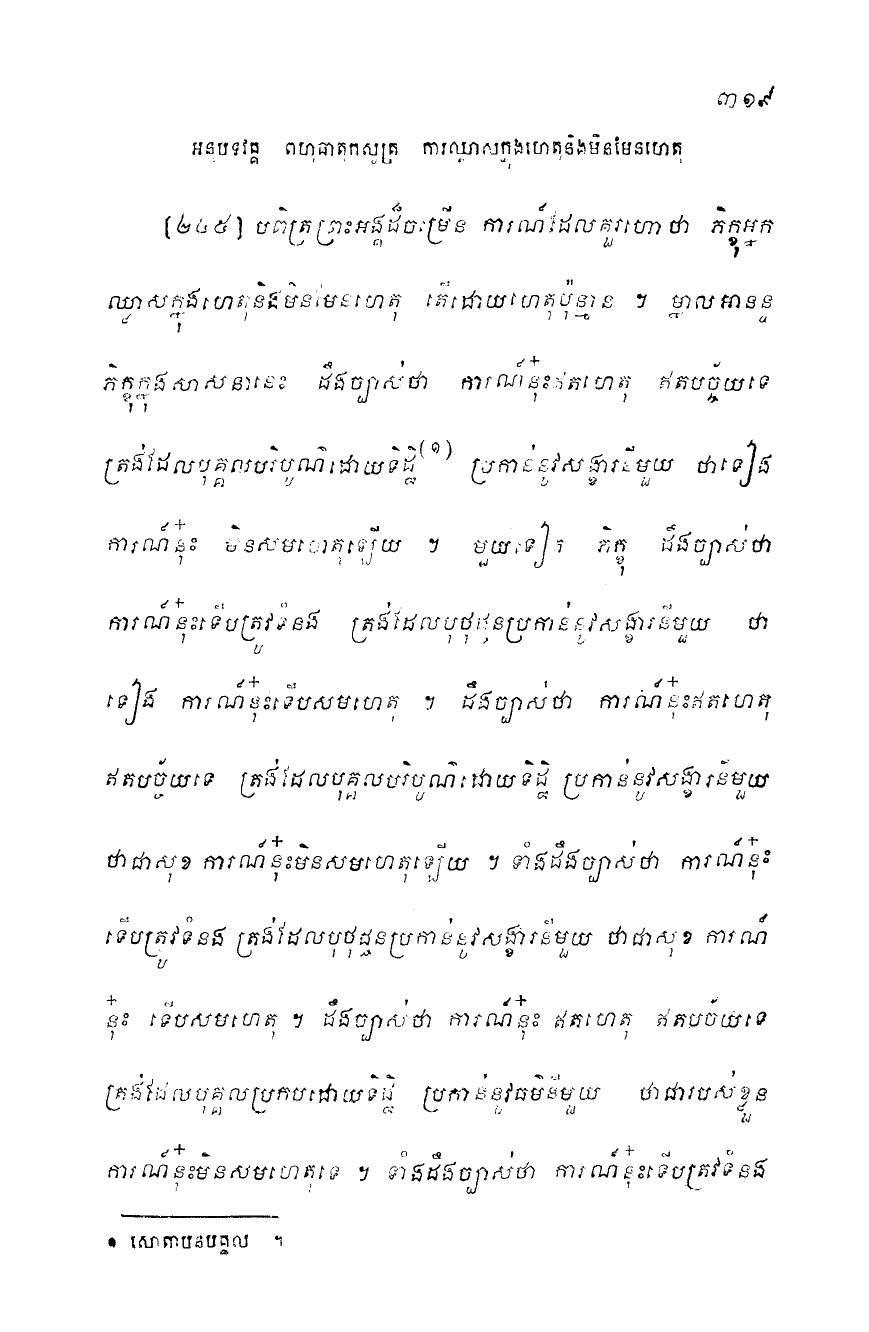 ៣១៩
អនុបទវគ្គ ពហុធាតុកសូត្រ ការឈ្លាសក្នុងហេតុនិងមិនមែនហេតុ
(២៤៥) បពិត្រព្រះអង្គដ៏ចម្រើន ការណ៍ដែលគួរហៅថា ភិក្ខុអ្នក
ឈ្លាសក្នុងហេតុនិងមិនមែនហេតុ តើដោយហេតុប៉ុន្មាន ។ ម្នាលអានន្ទ
ភិក្ខុក្នុងសាសនានេះ ដឹងច្បាស់ថា ការណ៍នុ៎ះឥតហេតុ ឥតបច្ច័យទេ
ត្រង់ដែលបុគ្គលបរិបូណ៌ដោយទិដ្ឋិ(១) ប្រកាន់នូវសង្ខារនីមួយ ថាទៀង
ការណ៍នុ៎ះ មិនសមហេតុឡើយ ។ មួយទៀត ភិក្ខុ ដឹងច្បាស់ថា
ការណ៍នុ៎ះទើបត្រូវទំនង ត្រង់ដែលបុថុជ្ជនប្រកាន់នូវសង្ខារនីមួយ ថា
ទៀង ការណ៍នុ៎ះទើបសមហេតុ ។ ដឹងច្បាស់ថា ការណ៍នុ៎ះឥតហេតុ
ឥតបច្ច័យទេ ត្រង់ដែលបុគ្គលបរិបូណ៌ដោយទិដ្ឋិ ប្រកាន់នូវសង្ខារនីមួយ
ថាជាសុខ ការណ៍នុ៎ះមិនសមហេតុឡើយ ។ ទាំងដឹងច្បាស់ថា ការណ៍នុ៎ះ
ទើបត្រូវទំនង ត្រង់ដែលបុថុជ្ជនប្រកាន់នូវសង្ខារនីមួយ ថាជាសុខ ការណ៍
នុ៎ះ ទើបសមហេតុ ។ ដឹងច្បាស់ថា ការណ៍នុ៎ះ ឥតហេតុ ឥតបច័យទេ
ត្រង់ដែលបុគ្គលប្រកបដោយទិដ្ឋិ ប្រកាន់នូវធម៌នីមួយ ថាជារបស់ខ្លួន
ការណ៍នុ៎ះមិនសមហេតុទេ ។ ទាំងដឹងច្បាស់ថា ការណ៍នុ៎ះទើបត្រូវទំនង
១ សោតាបនបុគ្គល ។